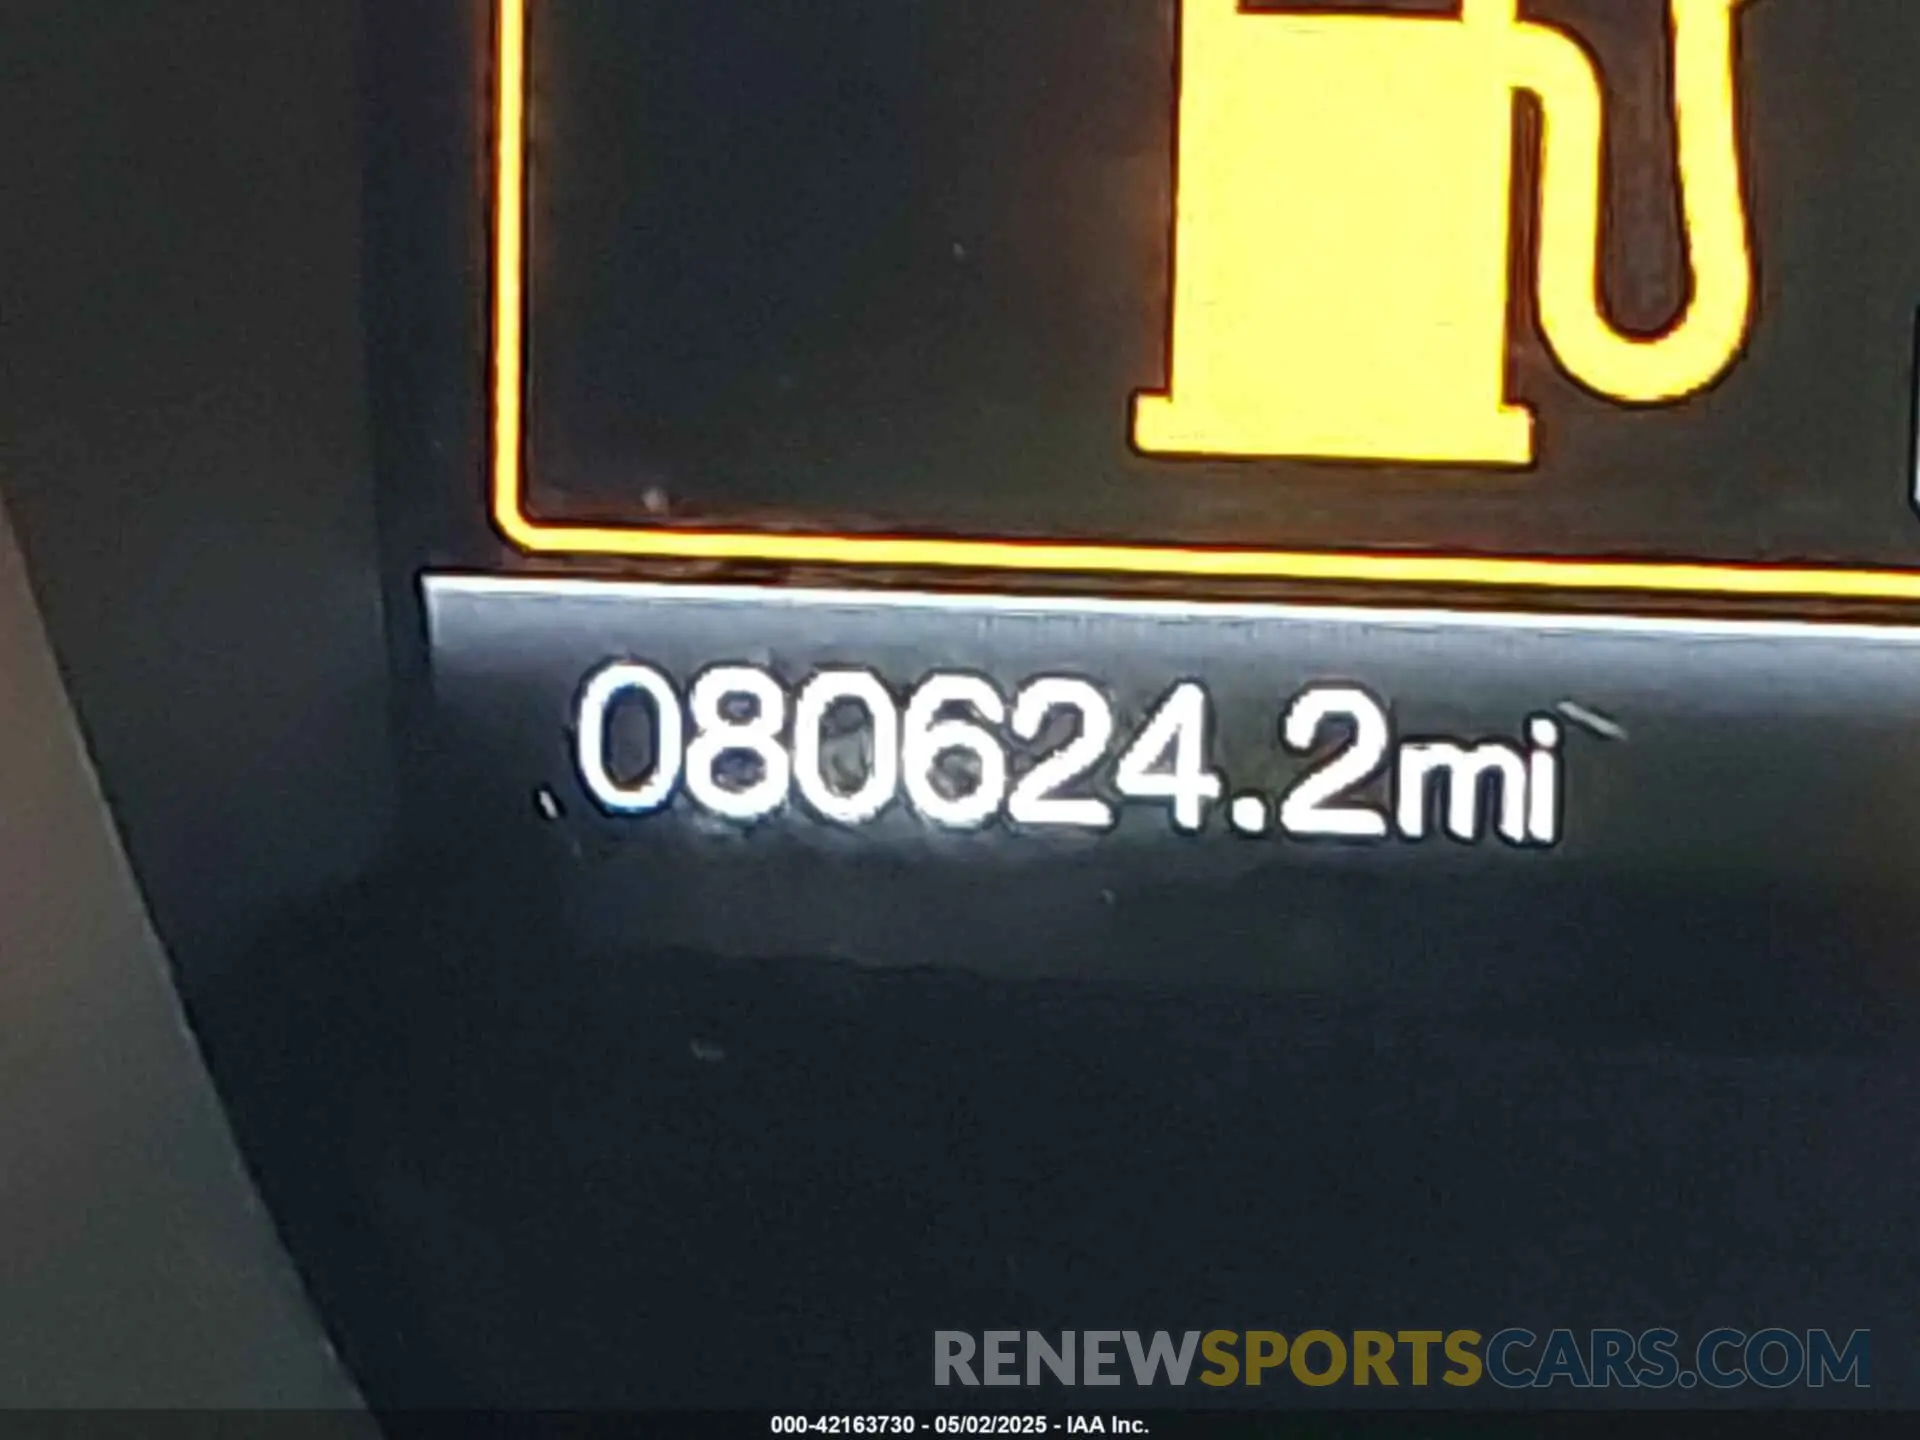 080624.2mi
RENEWSPORTSCARS.COM
000-42163730 - 05/02/2025 - IAA Inc.